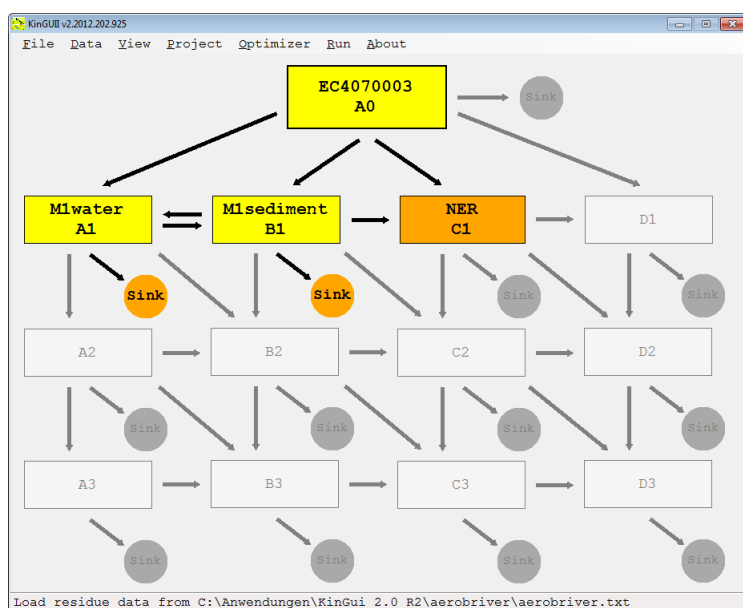 KinGUII v2.2012.202.925
File Data View Project Optimizer Run About
EC4070003
A0
Sink
M1water
A1
M1sediment
B1
NER
C1
D1
Sink
Sink
Sink
Sink
A2
B2
C2
D2
Sink
Sink
Sink
Sink
A3
B3
C3
D3
Sink
Sink
Sink
Sink
Load residue data from C:\Anwendungen\KinGui 2.0 R2\aerobriver\aerobriver.txt